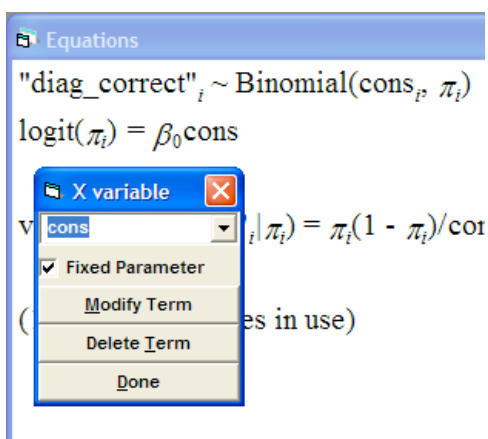 Equations
"diag_correct"ᵢ ~ Binomial(consᵢ, πᵢ)
logit(πᵢ) = β₀cons
X variable
cons
ᵢ|πᵢ) = πᵢ(1 - πᵢ)/con
Fixed Parameter
Modify Term
( es in use)
Delete Term
Done